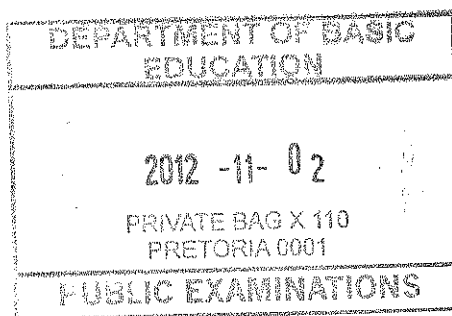 DEPARTMENT OF BASIC
EDUCATION
2012 -11- 02
PRIVATE BAG X 110
PRETORIA 0001
PUBLIC EXAMINATIONS